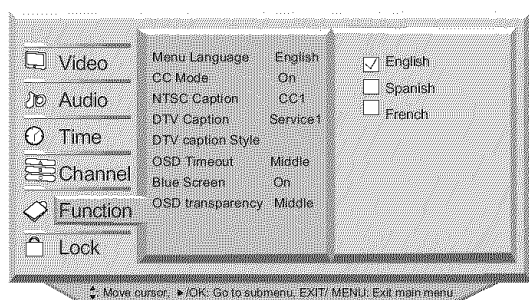 Video
Audio
Time
Channel
Function
Lock
Menu Language English
CC Mode On
NTSC Caption CC1
DTV Caption Service1
DTV caption Style
OSD Timeout Middle
Blue Screen On
OSD transparency Middle
English
Spanish
French
: Move cursor, ►/OK: Go to submenu, EXIT/ MENU: Exit main menu